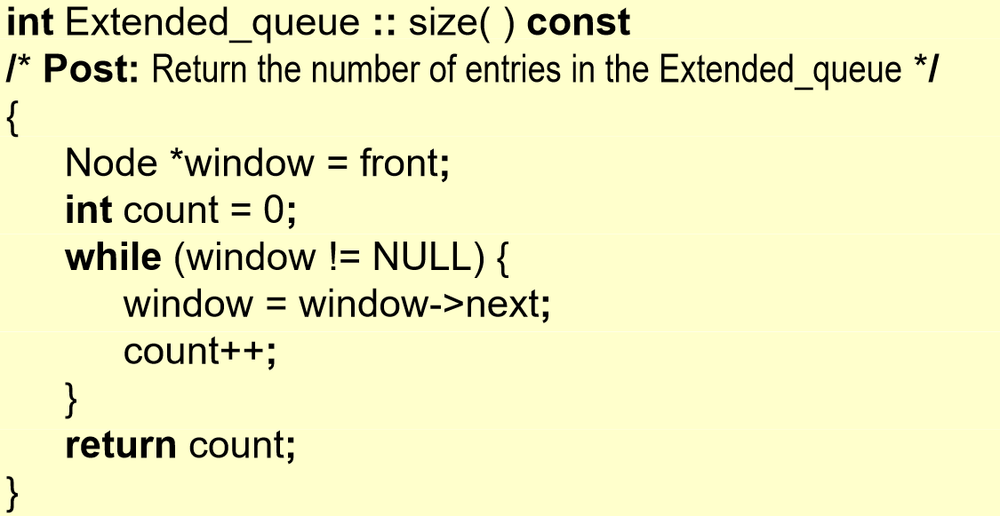 int Extended_queue :: size( ) const
/* Post: Return the number of entries in the Extended_queue */
{
Node *window = front;
int count = 0;
while (window != NULL) {
window = window->next;
count++;
}
return count;
}